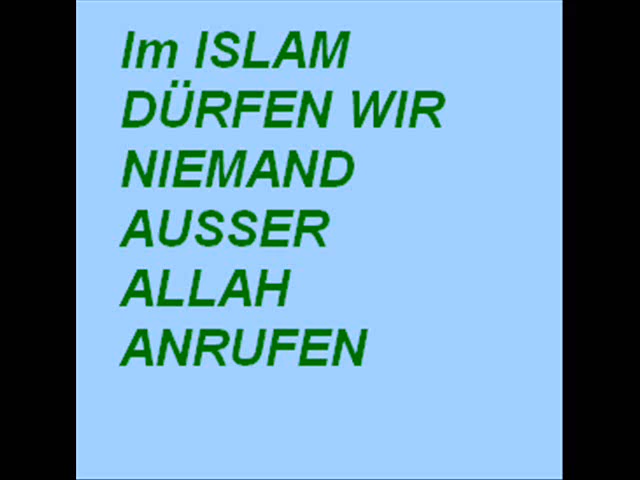 Im ISLAM
DÜRFEN WIR
NIEMAND
AUSSER
ALLAH
ANRUFEN